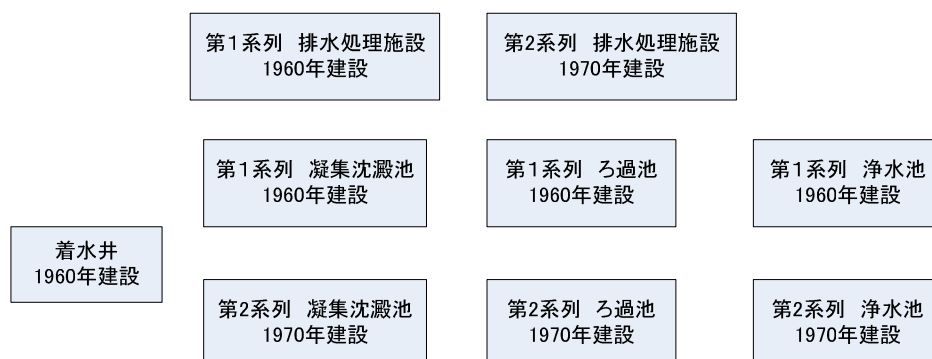 第1系列 排水処理施設
1960年建設
第2系列 排水処理施設
1970年建設
第1系列 凝集沈澱池
1960年建設
第1系列 ろ過池
1960年建設
第1系列 浄水池
1960年建設
着水井
1960年建設
第2系列 凝集沈澱池
1970年建設
第2系列 ろ過池
1970年建設
第2系列 浄水池
1970年建設